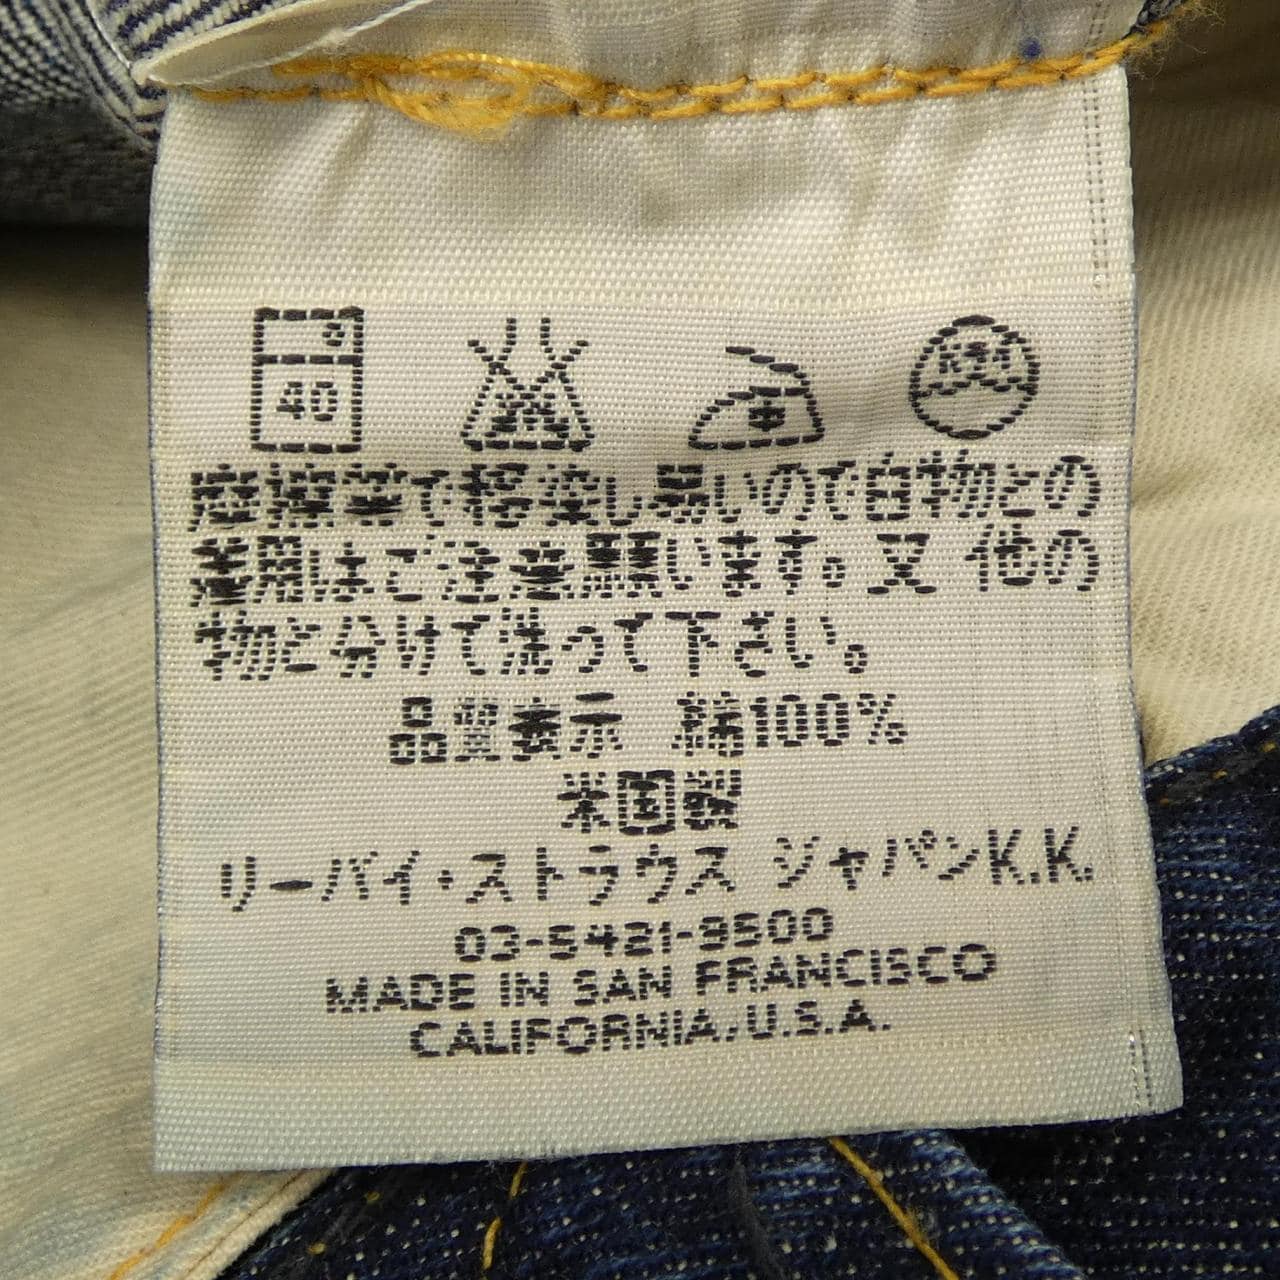 40
ドライ
摩擦等で移染し易いので白物との
着用はご注意願います。又 他の
物と分けて洗って下さい。
品質表示 綿100%
米国製
リーバイ・ストラウス ジャパンK.K.
03-5421-9500
MADE IN SAN FRANCISCO
CALIFORNIA, U.S.A.